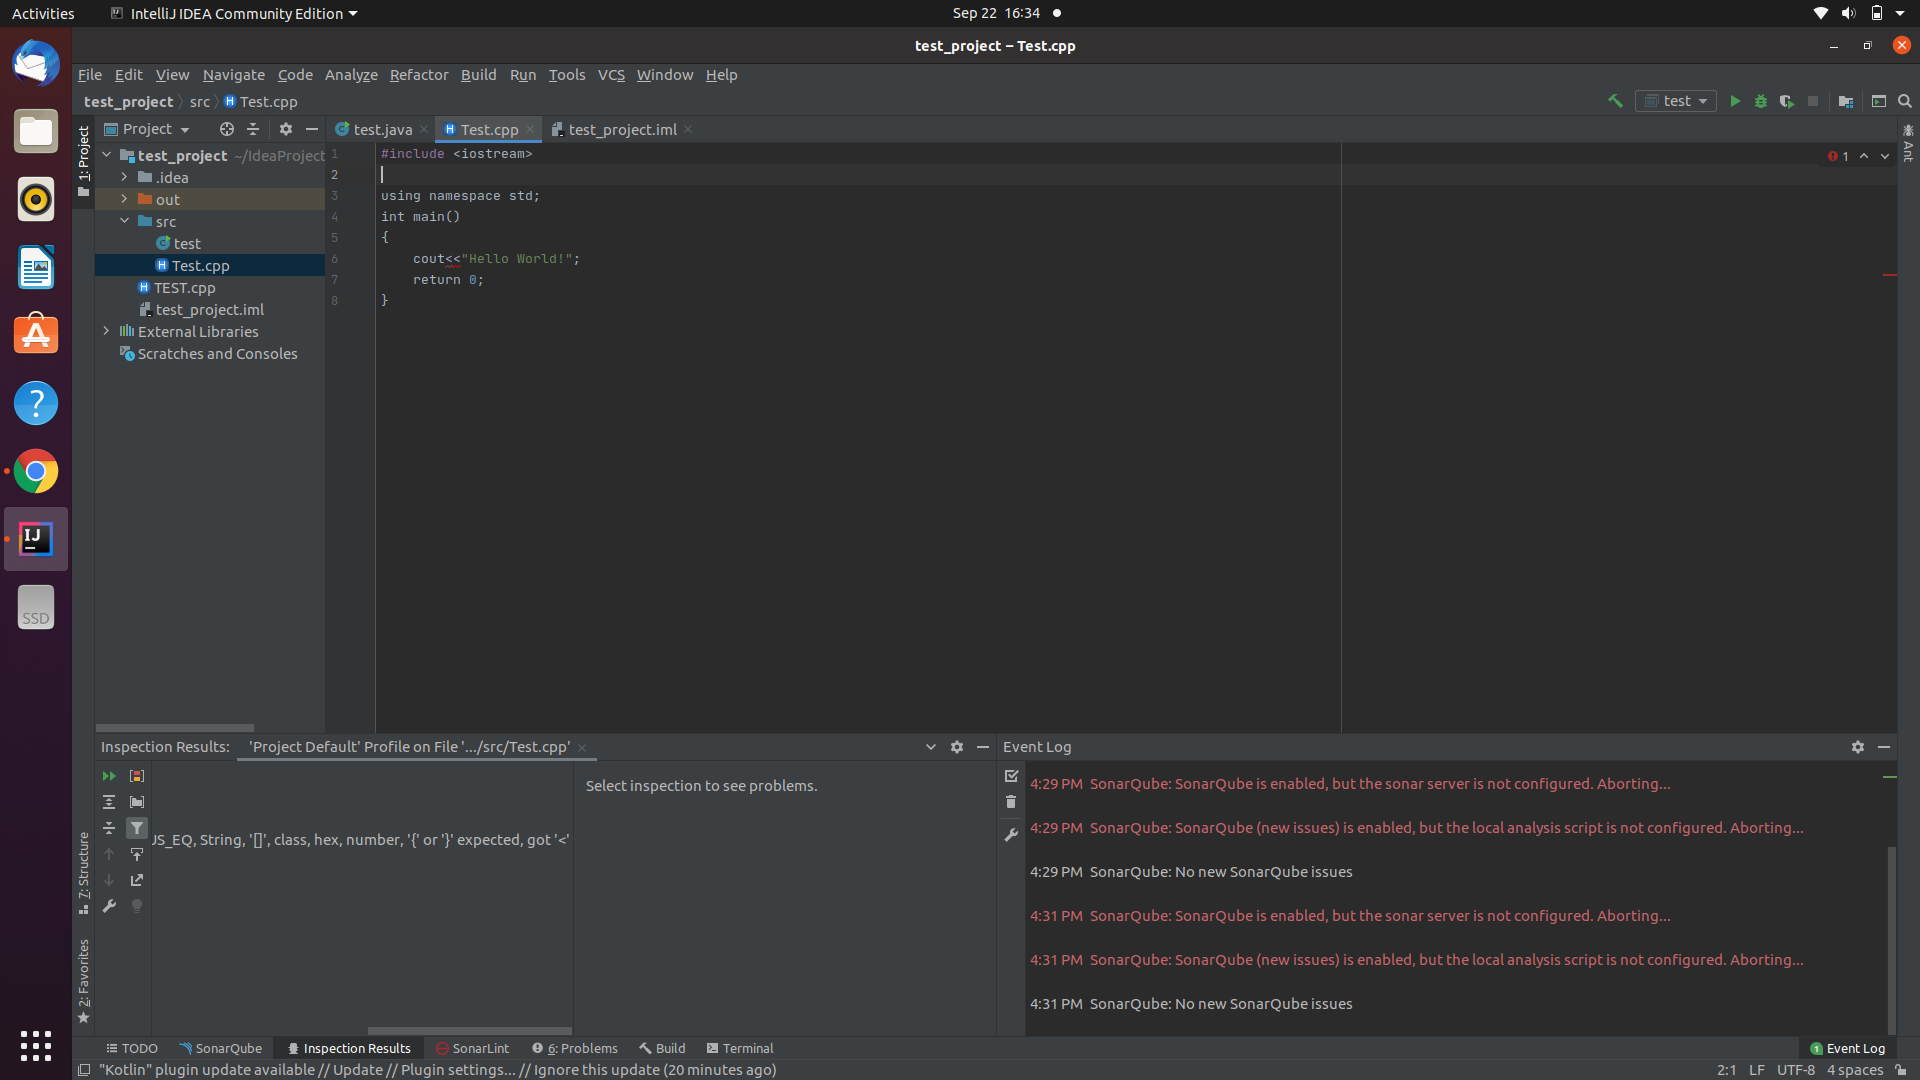 Activities
IntelliJ IDEA Community Edition
Sep 22 16:34
test_project – Test.cpp
File Edit View Navigate Code Analyze Refactor Build Run Tools VCS Window Help
test_project src Test.cpp
test
1: Project
Project
test.java
Test.cpp
test_project.iml
Ant
test_project ~/IdeaProject
.idea
out
src
test
Test.cpp
TEST.cpp
test_project.iml
External Libraries
Scratches and Consoles
1 #include <iostream>
2
3 using namespace std;
4 int main()
5 {
6 cout<<"Hello World!";
7 return 0;
8 }
1
IJ
SSD
7: Structure
2: Favorites
Inspection Results: 'Project Default' Profile on File '.../src/Test.cpp'
JS_EQ, String, '[]', class, hex, number, '{' or '}' expected, got '<'
Select inspection to see problems.
Event Log
4:29 PM SonarQube: SonarQube is enabled, but the sonar server is not configured. Aborting...
4:29 PM SonarQube: SonarQube (new issues) is enabled, but the local analysis script is not configured. Aborting...
4:29 PM SonarQube: No new SonarQube issues
4:31 PM SonarQube: SonarQube is enabled, but the sonar server is not configured. Aborting...
4:31 PM SonarQube: SonarQube (new issues) is enabled, but the local analysis script is not configured. Aborting...
4:31 PM SonarQube: No new SonarQube issues
TODO SonarQube Inspection Results SonarLint 6: Problems Build Terminal
1 Event Log
"Kotlin" plugin update available // Update // Plugin settings... // Ignore this update (20 minutes ago)
2:1 LF UTF-8 4 spaces